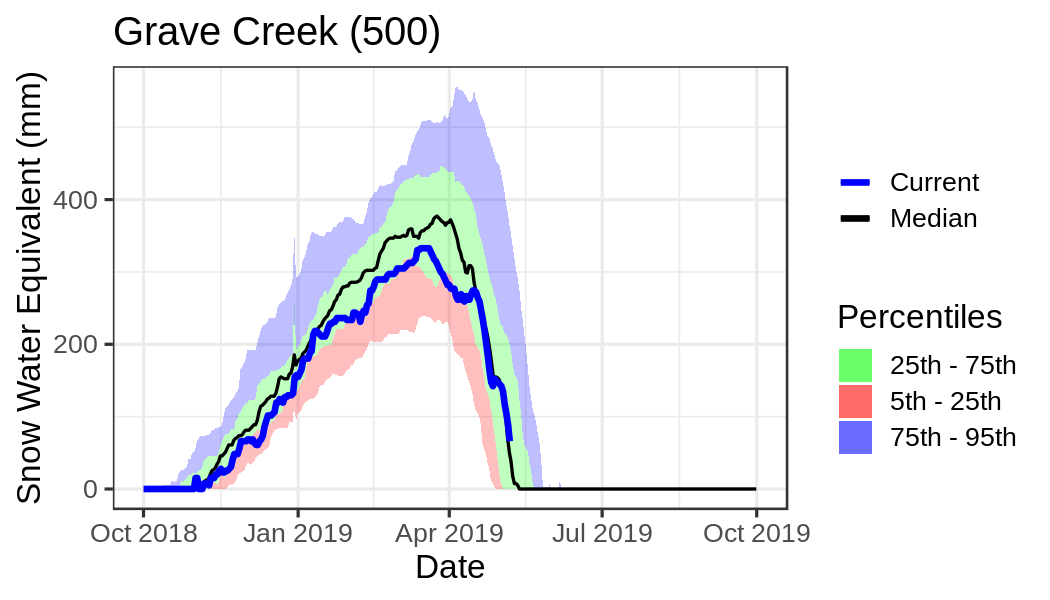 Grave Creek (500)
Snow Water Equivalent (mm)
400
200
0
Oct 2018
Jan 2019
Apr 2019
Jul 2019
Oct 2019
Date
Current
Median
Percentiles
25th - 75th
5th - 25th
75th - 95th